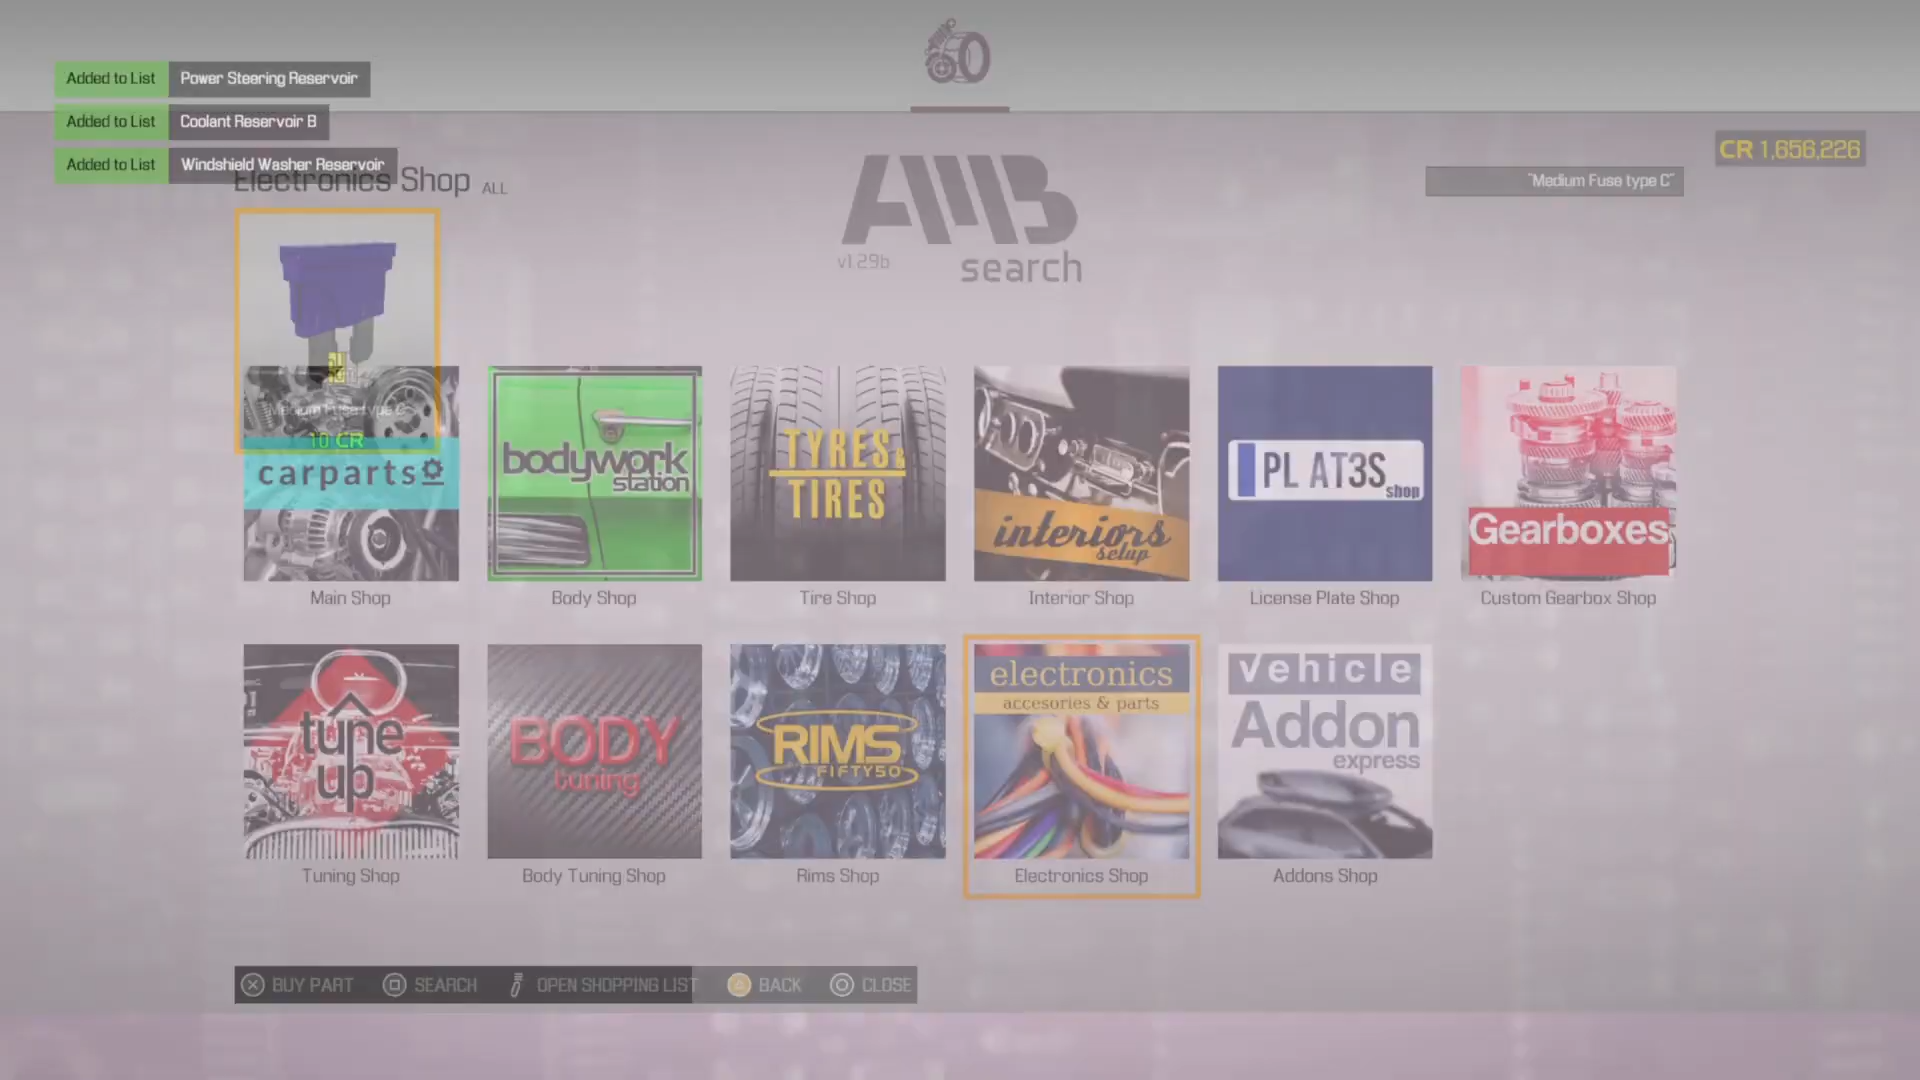 Added to List Power Steering Reservoir
Added to List Coolant Reservoir B
Added to List Windshield Washer Reservoir
CR 1,656,226
Electronics Shop ALL
"Medium Fuse type C"
AMB
v1.29b
search
Medium Fuse type C
10 CR
carparts
bodywork
station
TYRES &
TIRES
interiors
setup
PL AT3S
shop
Gearboxes
Main Shop
Body Shop
Tire Shop
Interior Shop
License Plate Shop
Custom Gearbox Shop
tune
up
BODY
tuning
RIMS
FIFTY50
electronics
accesories & parts
vehicle
Addon
express
Tuning Shop
Body Tuning Shop
Rims Shop
Electronics Shop
Addons Shop
BUY PART SEARCH OPEN SHOPPING LIST BACK CLOSE